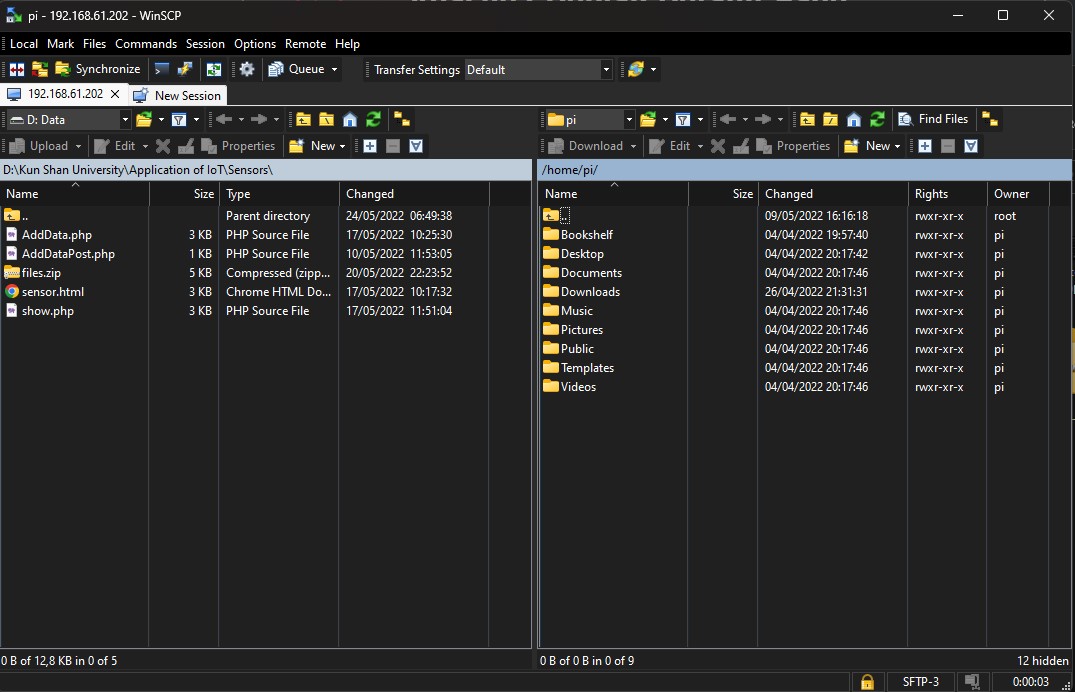 pi - 192.168.61.202 - WinSCP
Local Mark Files Commands Session Options Remote Help
Synchronize Queue Transfer Settings Default
192.168.61.202 New Session
D: Data pi Find Files
Upload Edit Properties New Download Edit Properties New
D:\Kun Shan University\Application of IoT\Sensors\ /home/pi/
Name Size Type Changed Name Size Changed Rights Owner
.. Parent directory 24/05/2022 06:49:38 .. 09/05/2022 16:16:18 rwxr-xr-x root
AddData.php 3 KB PHP Source File 17/05/2022 10:25:30 Bookshelf 04/04/2022 19:57:40 rwxr-xr-x pi
AddDataPost.php 1 KB PHP Source File 10/05/2022 11:53:05 Desktop 04/04/2022 20:17:42 rwxr-xr-x pi
files.zip 5 KB Compressed (zipp... 20/05/2022 22:23:52 Documents 04/04/2022 20:17:46 rwxr-xr-x pi
sensor.html 3 KB Chrome HTML Do... 17/05/2022 10:17:32 Downloads 26/04/2022 21:31:31 rwxr-xr-x pi
show.php 3 KB PHP Source File 17/05/2022 11:51:04 Music 04/04/2022 20:17:46 rwxr-xr-x pi
Pictures 04/04/2022 20:17:46 rwxr-xr-x pi
Public 04/04/2022 20:17:46 rwxr-xr-x pi
Templates 04/04/2022 20:17:46 rwxr-xr-x pi
Videos 04/04/2022 20:17:46 rwxr-xr-x pi
0 B of 12,8 KB in 0 of 5 0 B of 0 B in 0 of 9 12 hidden
SFTP-3 0:00:03